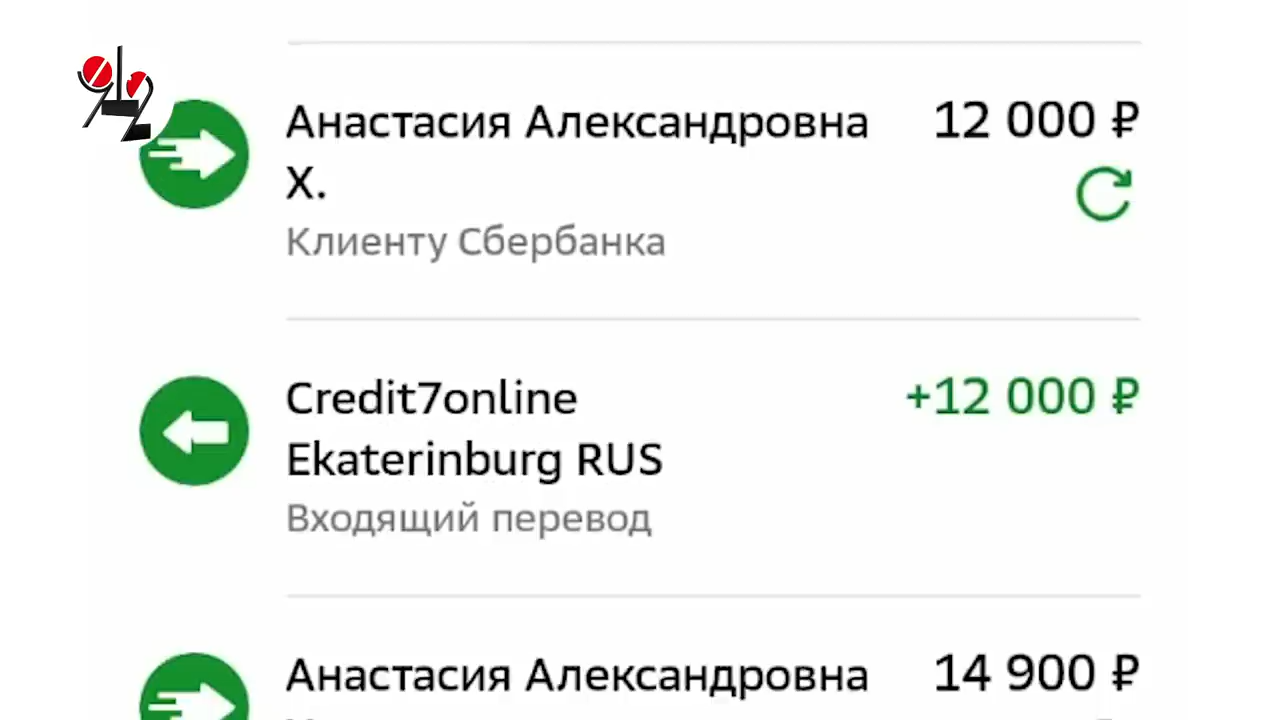 Анастасия Александровна 12 000 ₽
Х.
Клиенту Сбербанка
Credit7online +12 000 ₽
Ekaterinburg RUS
Входящий перевод
Анастасия Александровна 14 900 ₽